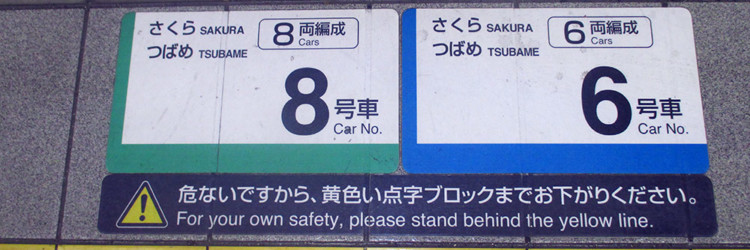 さくら SAKURA 8両編成
つばめ TSUBAME Cars
8号車
Car No.
さくら SAKURA 6両編成
つばめ TSUBAME Cars
6号車
Car No.
危ないですから、黄色い点字ブロックまでお下がりください。
For your own safety, please stand behind the yellow line.